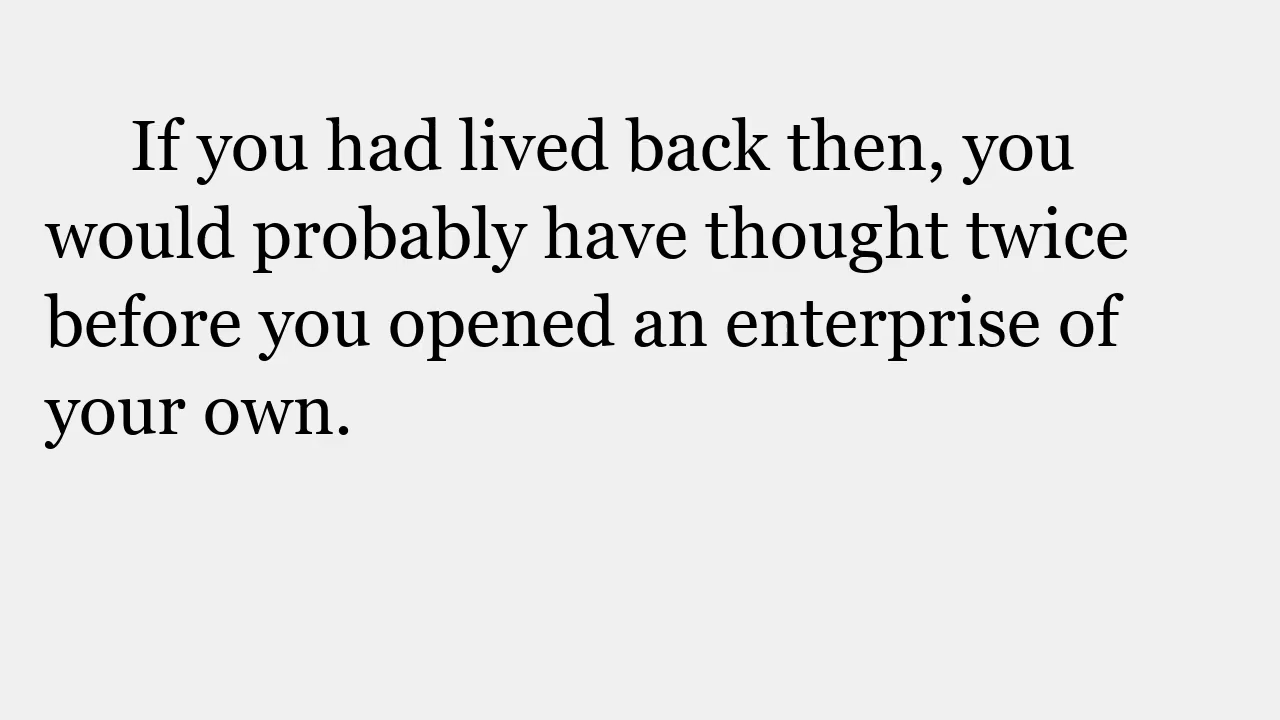 If you had lived back then, you
would probably have thought twice
before you opened an enterprise of
your own.